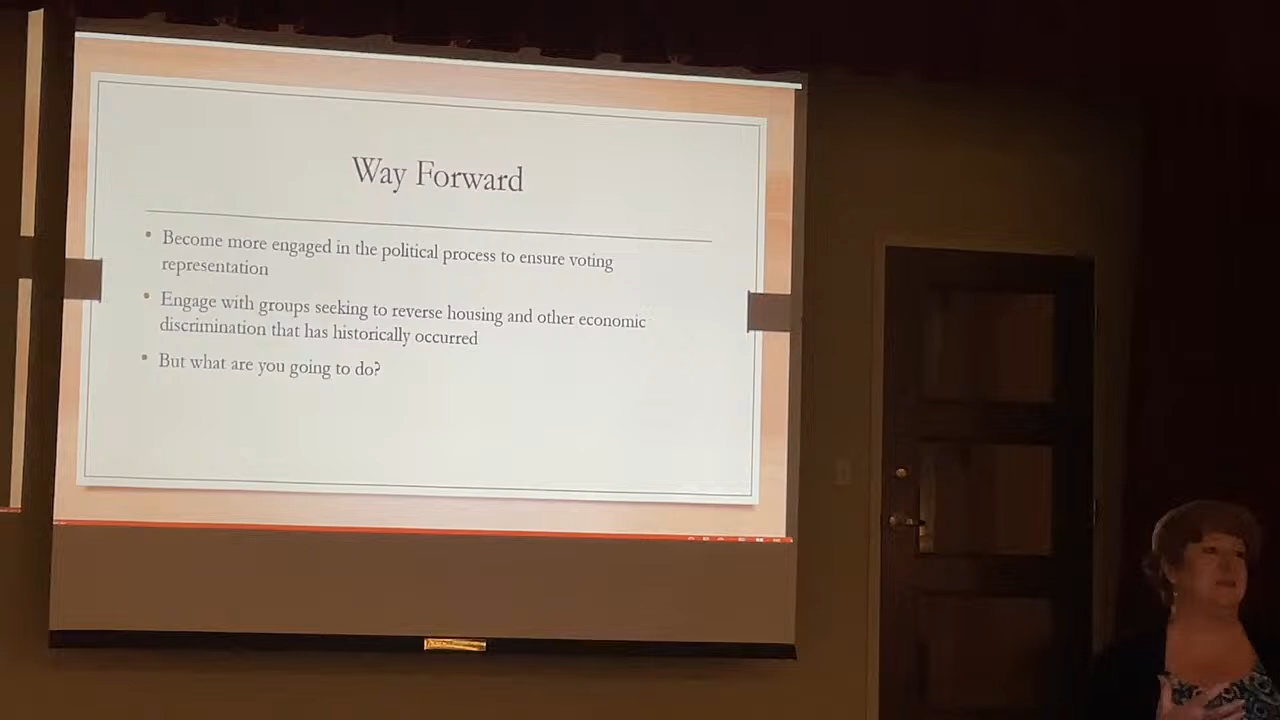 Way Forward
• Become more engaged in the political process to ensure voting
representation
• Engage with groups seeking to reverse housing and other economic
discrimination that has historically occurred
• But what are you going to do?